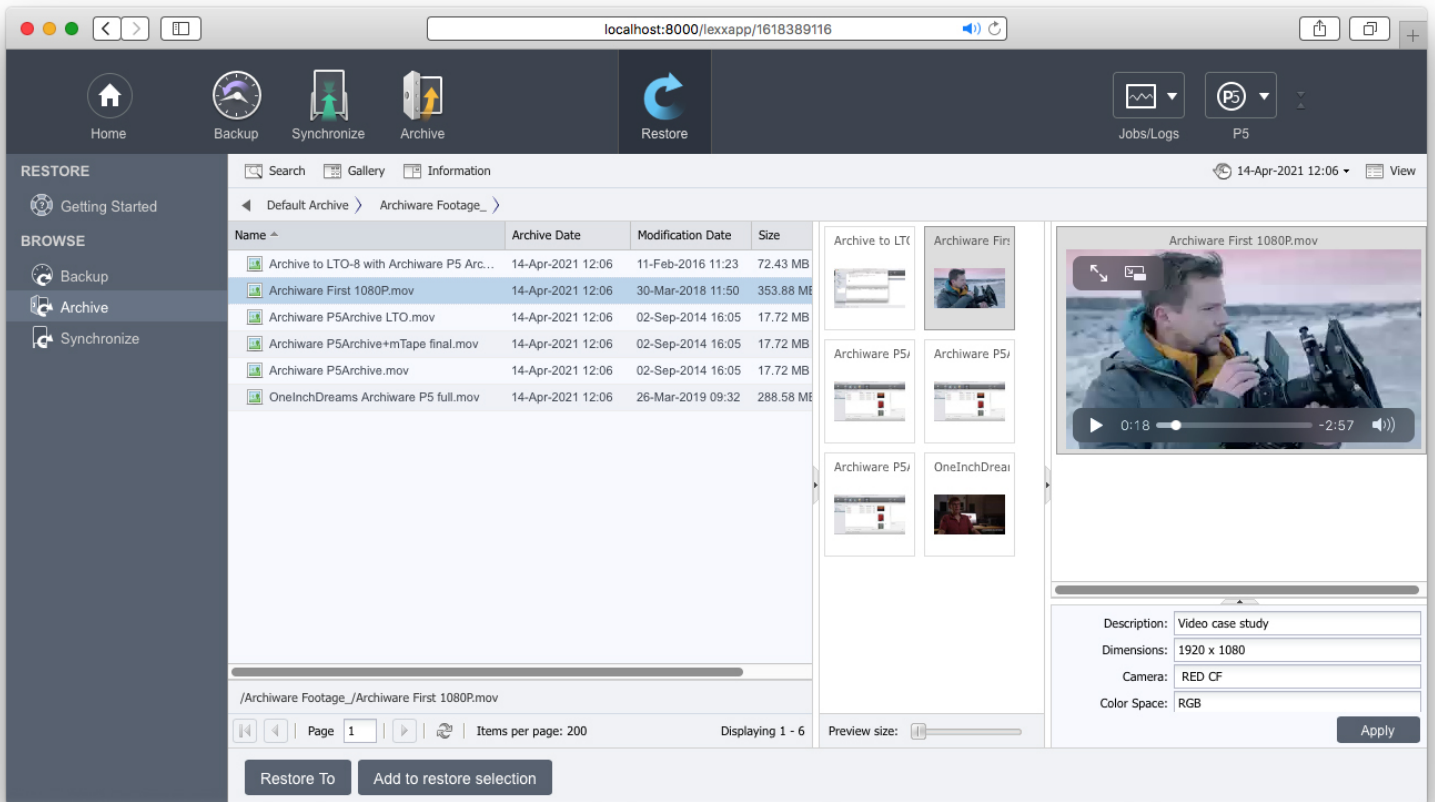 localhost:8000/lexxapp/1618389116
Home
Backup
Synchronize
Archive
Restore
Jobs/Logs
P5
P5
RESTORE
Getting Started
BROWSE
Backup
Archive
Synchronize
Search Gallery Information 14-Apr-2021 12:06 View
Default Archive Archiware Footage_
Name Archive Date Modification Date Size
Archive to LTO-8 with Archiware P5 Arc... 14-Apr-2021 12:06 11-Feb-2016 11:23 72.43 MB
Archiware First 1080P.mov 14-Apr-2021 12:06 30-Mar-2018 11:50 353.88 MB
Archiware P5Archive LTO.mov 14-Apr-2021 12:06 02-Sep-2014 16:05 17.72 MB
Archiware P5Archive+mTape final.mov 14-Apr-2021 12:06 02-Sep-2014 16:05 17.72 MB
Archiware P5Archive.mov 14-Apr-2021 12:06 02-Sep-2014 16:05 17.72 MB
OneInchDreams Archiware P5 full.mov 14-Apr-2021 12:06 26-Mar-2019 09:32 288.58 MB
/Archiware Footage_/Archiware First 1080P.mov
Page 1 Items per page: 200 Displaying 1 - 6
Archive to LTO Archiware Firs
Archiware P5A Archiware P5A
Archiware P5A OneInchDrear
Preview size:
Archiware First 1080P.mov
0:18 -2:57
Description: Video case study
Dimensions: 1920 x 1080
Camera: RED CF
Color Space: RGB
Apply
Restore To Add to restore selection